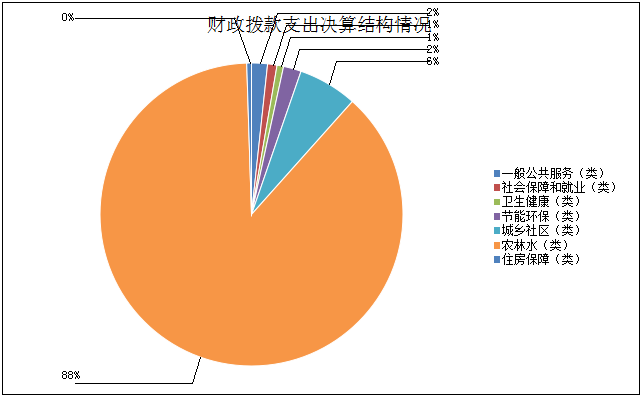 财政拨款支出决算结构情况
0%
2%
1%
1%
2%
6%
88%
一般公共服务（类）
社会保障和就业（类）
卫生健康（类）
节能环保（类）
城乡社区（类）
农林水（类）
住房保障（类）